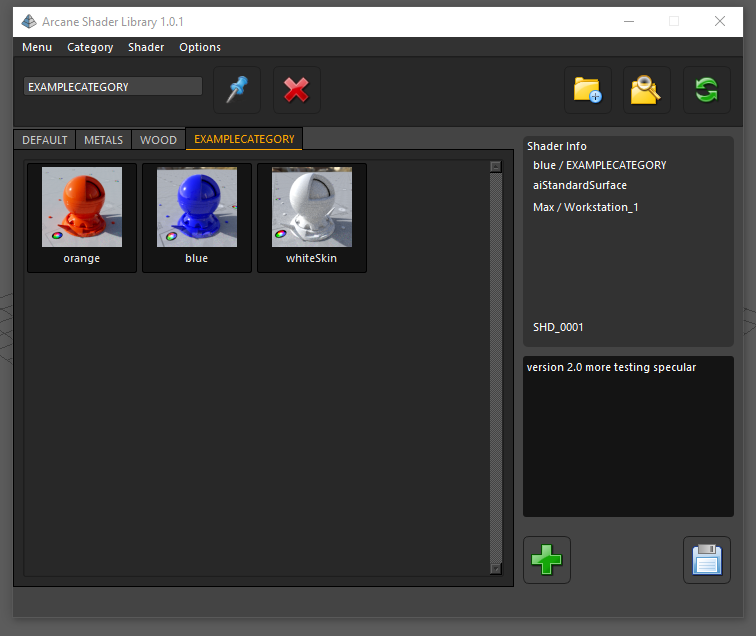 Arcane Shader Library 1.0.1
Menu Category Shader Options
EXAMPLECATEGORY
DEFAULT METALS WOOD EXAMPLECATEGORY
orange blue whiteSkin
Shader Info
blue / EXAMPLECATEGORY
aiStandardSurface
Max / Workstation_1
SHD_0001
version 2.0 more testing specular